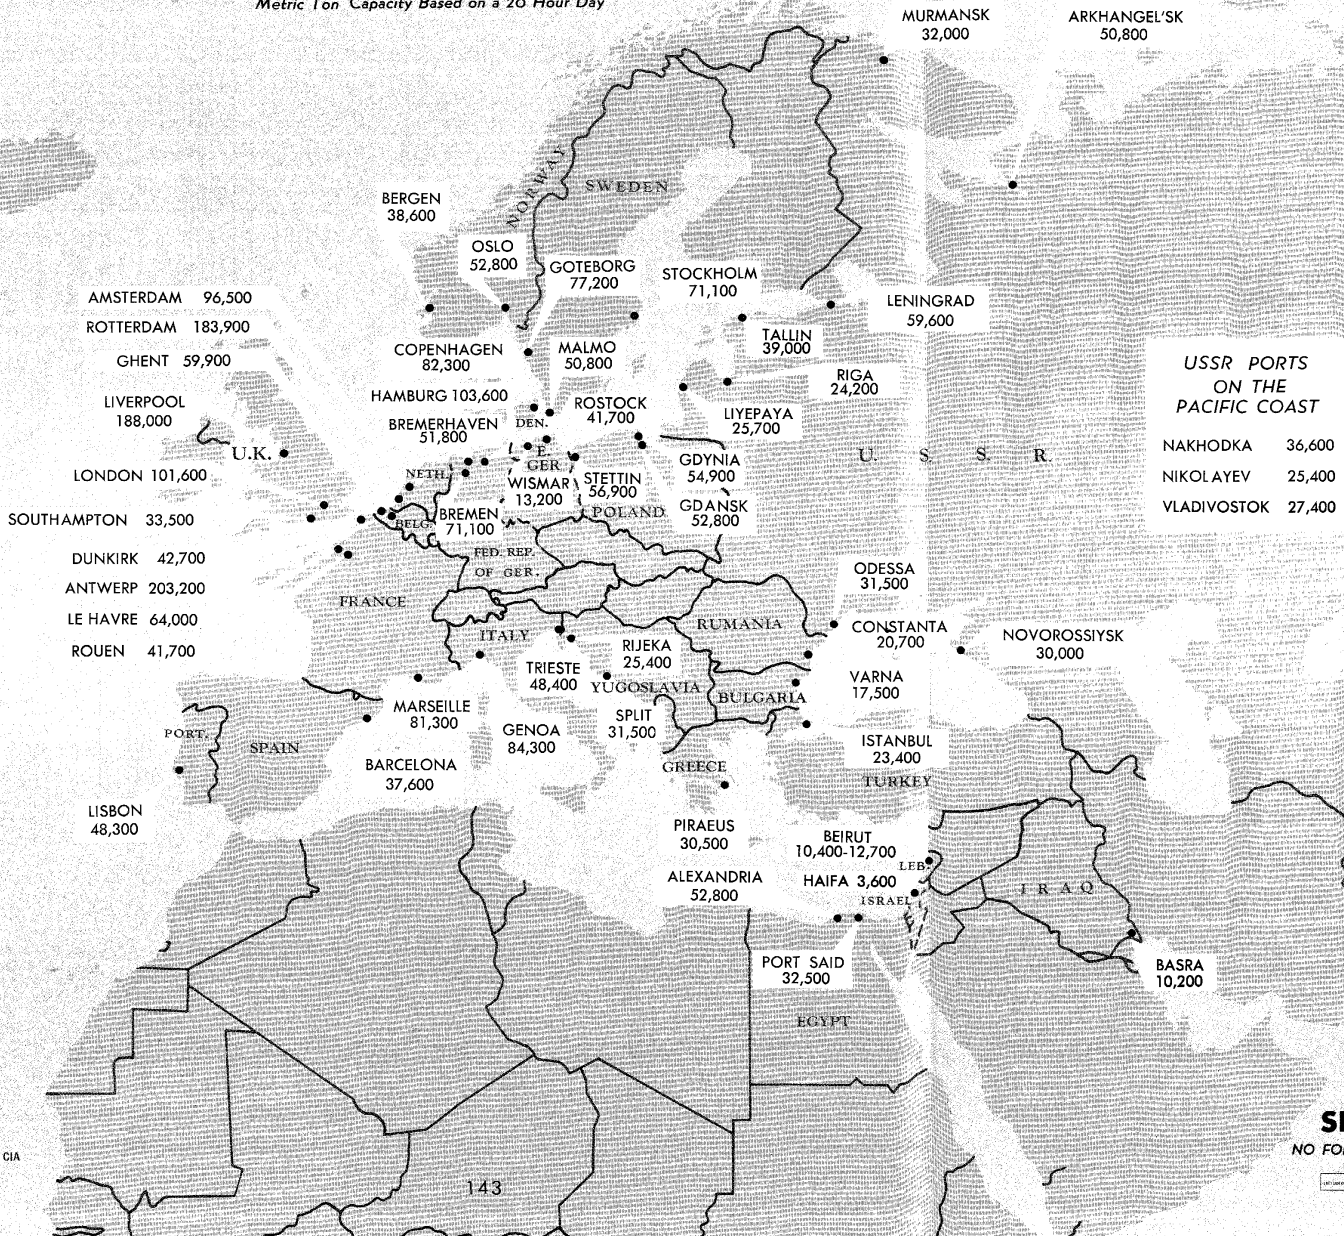 Metric Ton Capacity Based on a 20 Hour Day
MURMANSK
32,000
ARKHANGEL'SK
50,800
NORWAY
SWEDEN
BERGEN
38,600
OSLO
52,800
GOTEBORG
77,200
STOCKHOLM
71,100
AMSTERDAM 96,500
ROTTERDAM 183,900
GHENT 59,900
LIVERPOOL
188,000
U.K.
LONDON 101,600
SOUTHAMPTON 33,500
DUNKIRK 42,700
ANTWERP 203,200
LE HAVRE 64,000
ROUEN 41,700
LENINGRAD
59,600
TALLIN
39,000
COPENHAGEN
82,300
MALMO
50,800
RIGA
24,200
HAMBURG 103,600
ROSTOCK
41,700
LIYEPAYA
25,700
BREMERHAVEN
51,800
DEN.
E.
GER
NETH.
WISMAR
13,200
STETTIN
56,900
GDYNIA
54,900
GDANSK
52,800
POLAND
BREMEN
71,100
BELG.
FED. REP.
OF GER.
U. S. S. R.
USSR PORTS
ON THE
PACIFIC COAST
NAKHODKA 36,600
NIKOLAYEV 25,400
VLADIVOSTOK 27,400
FRANCE
ITALY
RUMANIA
ODESSA
31,500
CONSTANTA
20,700
NOVOROSSIYSK
30,000
RIJEKA
25,400
TRIESTE
48,400
YUGOSLAVIA
BULGARIA
VARNA
17,500
MARSEILLE
81,300
GENOA
84,300
SPLIT
31,500
PORT.
SPAIN
BARCELONA
37,600
GREECE
ISTANBUL
23,400
TURKEY
LISBON
48,300
PIRAEUS
30,500
BEIRUT
10,400-12,700
LEB.
ALEXANDRIA
52,800
HAIFA 3,600
ISRAEL
IRAQ
PORT SAID
32,500
BASRA
10,200
EGYPT
CIA
143
NO FO